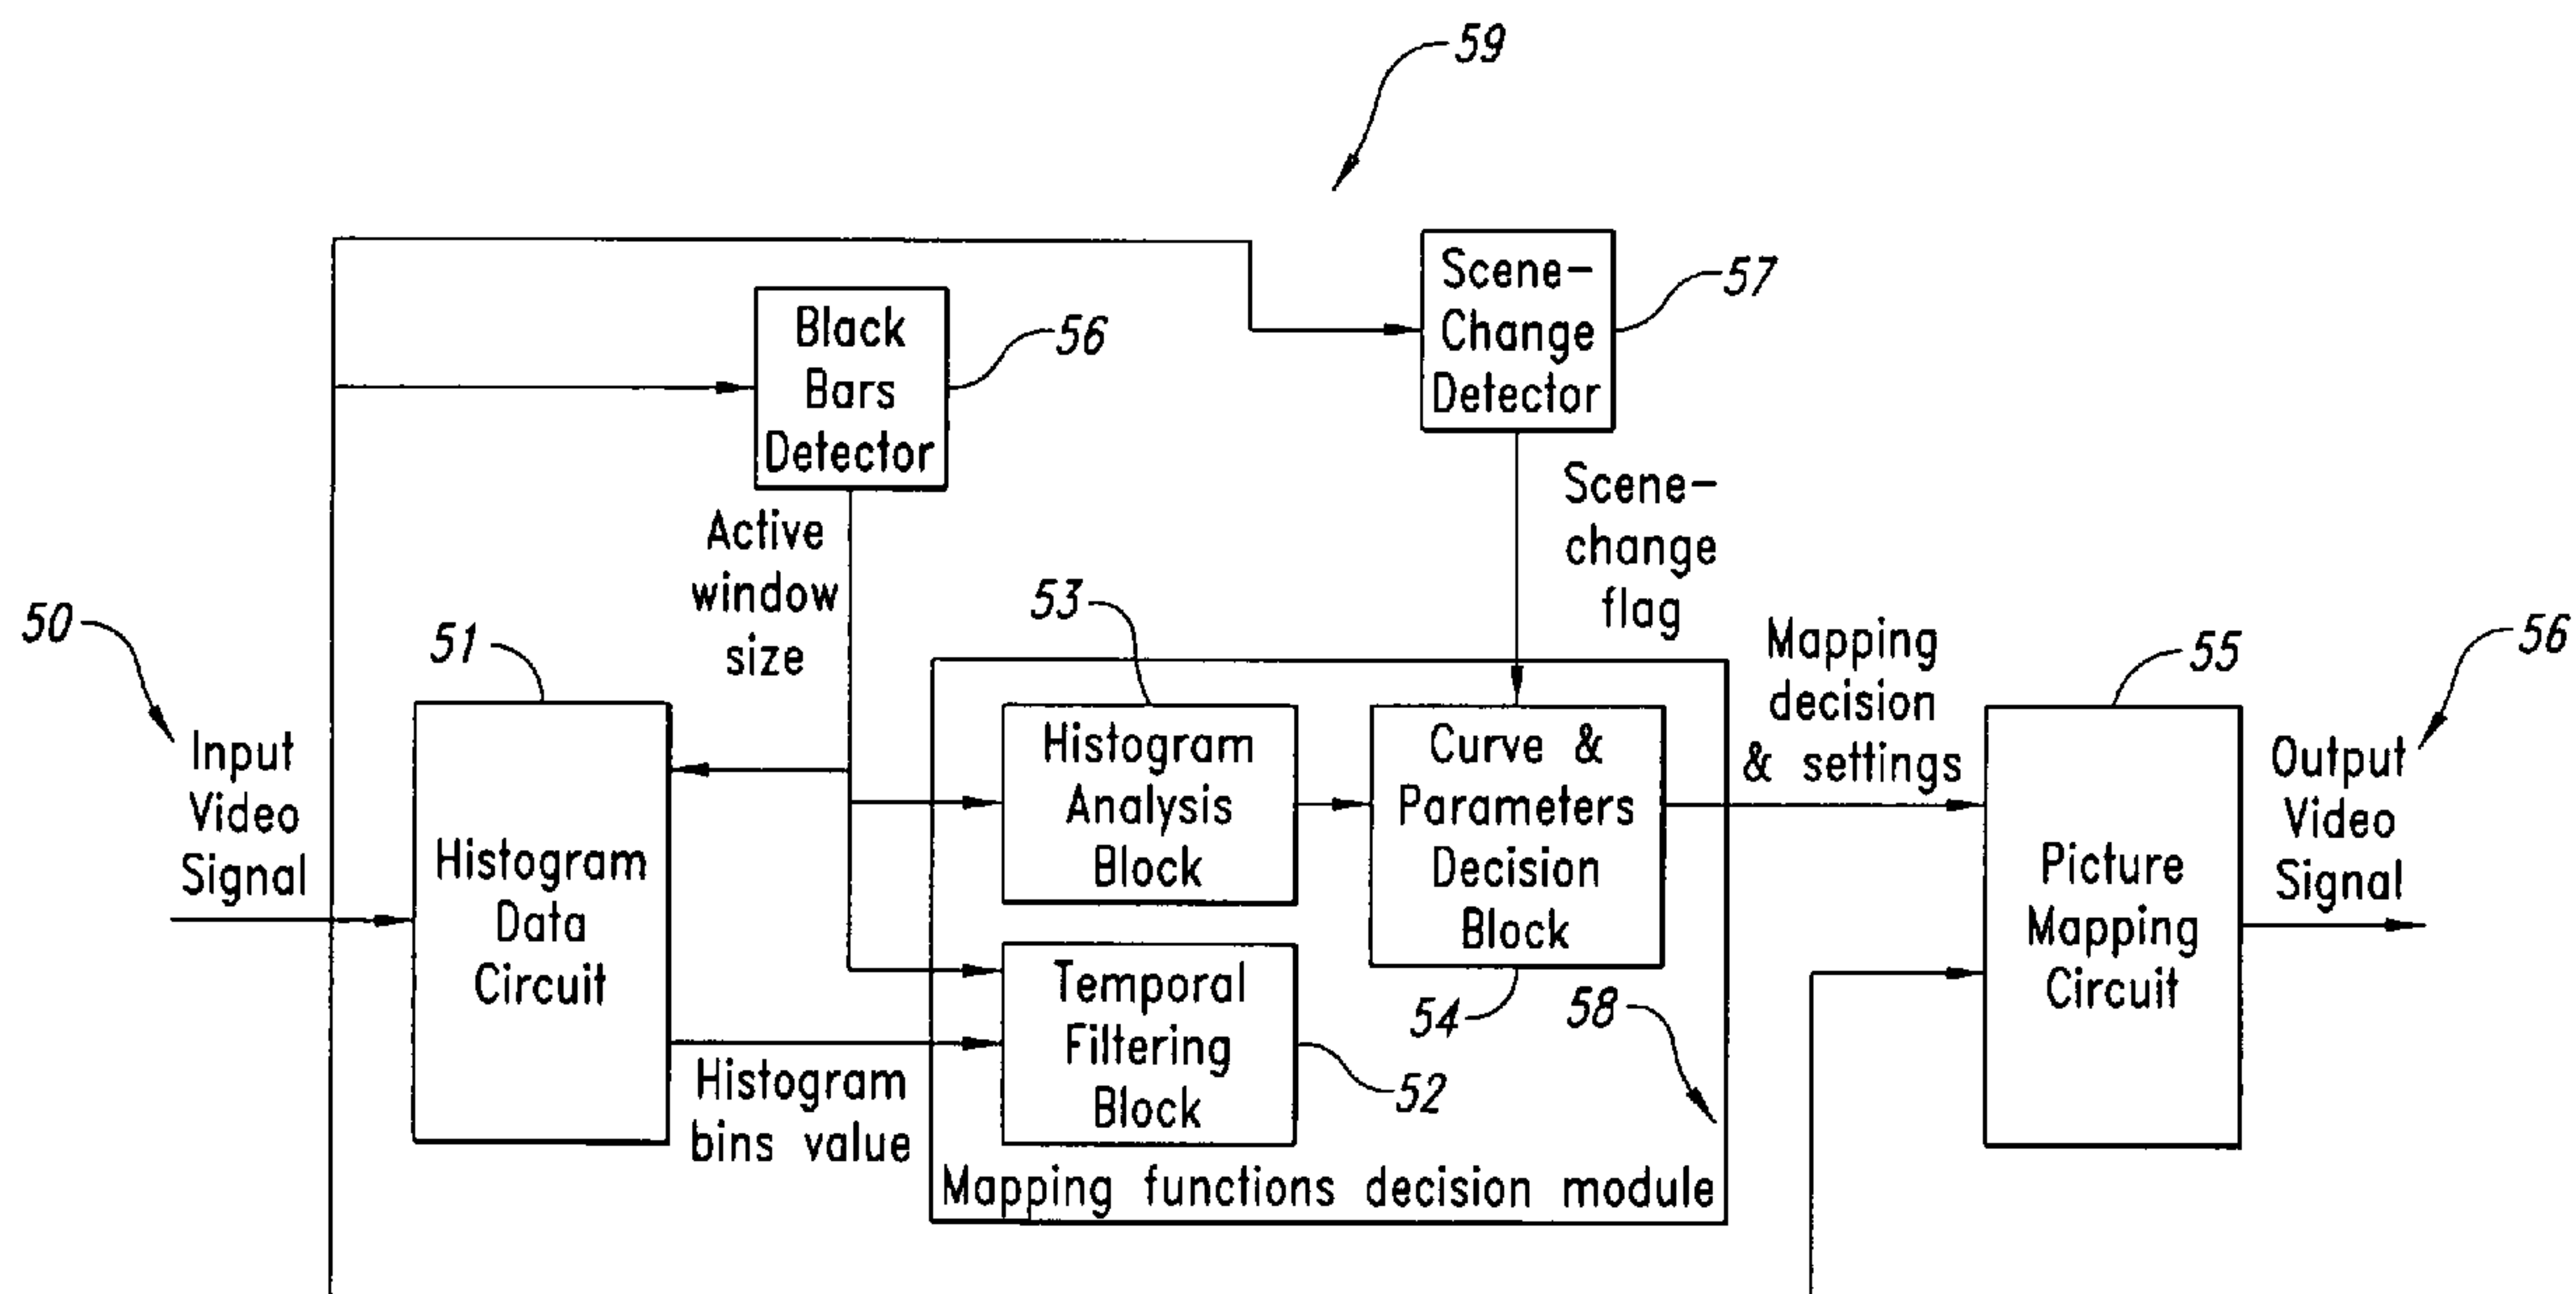 59
Scene-
Change
Detector
57
Black
Bars
Detector
56
Active
window
size
Scene-
change
flag
50
Input
Video
Signal
51
Histogram
Data
Circuit
53
Histogram
Analysis
Block
Curve &
Parameters
Decision
Block
54
58
Temporal
Filtering
Block
52
Histogram
bins value
Mapping functions decision module
Mapping
decision
& settings
55
Picture
Mapping
Circuit
56
Output
Video
Signal